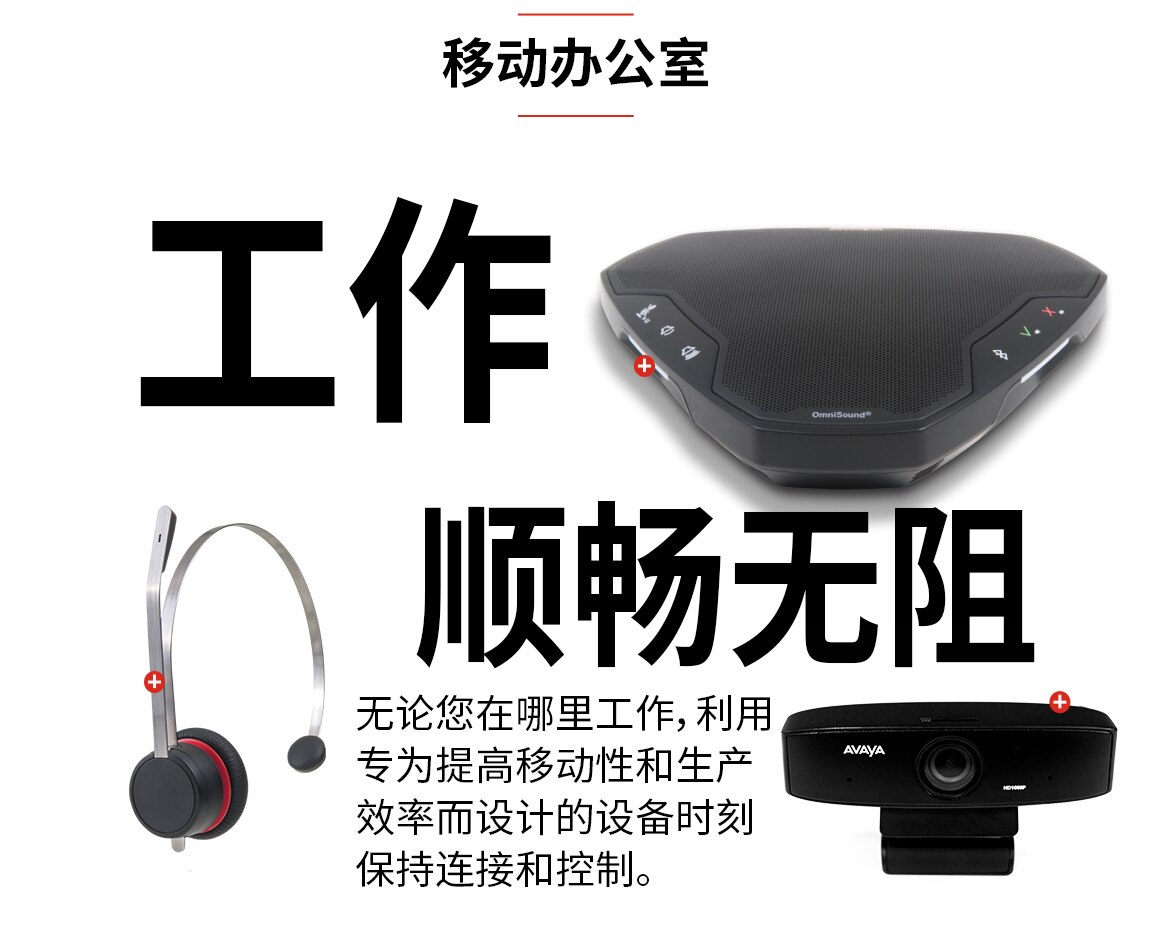 移动办公室
工作
OmniSound®
顺畅无阻
无论您在哪里工作，利用
专为提高移动性和生产
效率而设计的设备时刻
保持连接和控制。
AVAYA
HD1080P